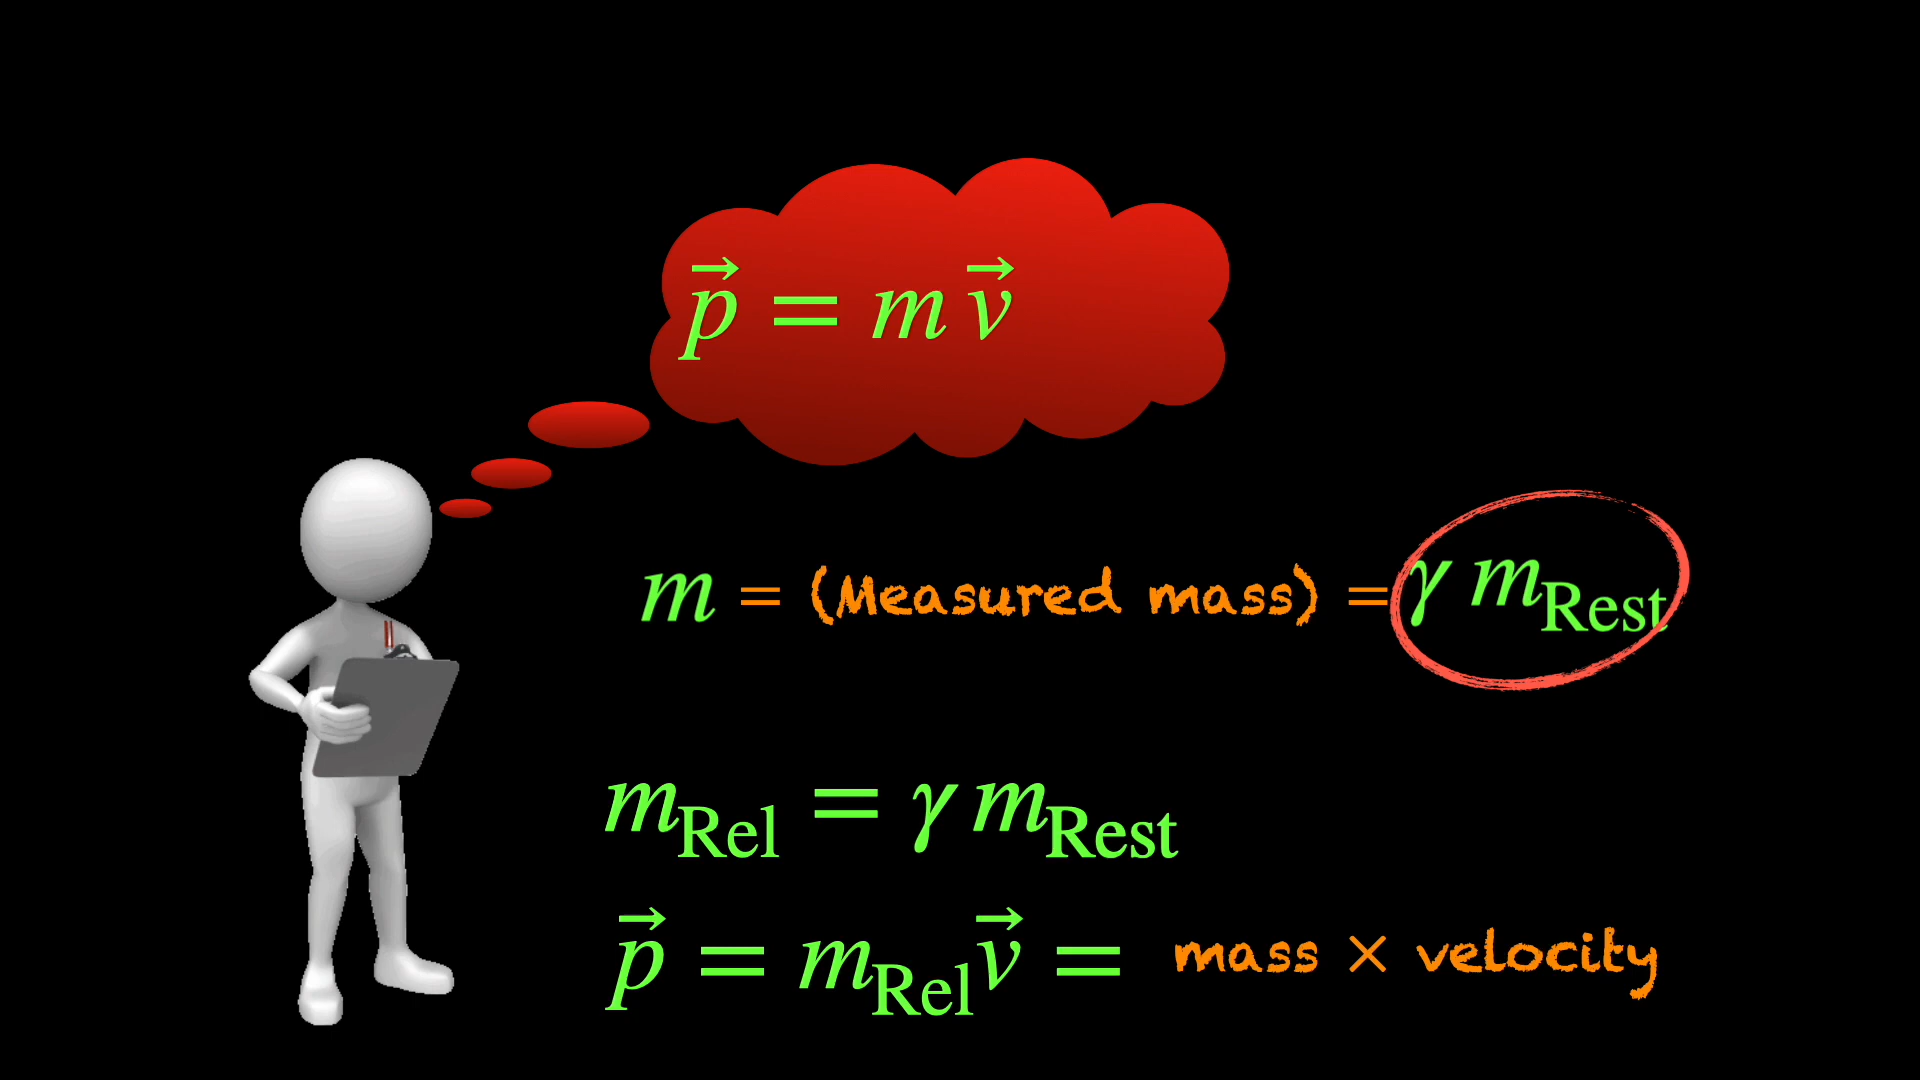 p⃗ = m v⃗
m = (Measured mass) = γ m_Rest
m_Rel = γ m_Rest
p⃗ = m_Rel v⃗ = mass × velocity